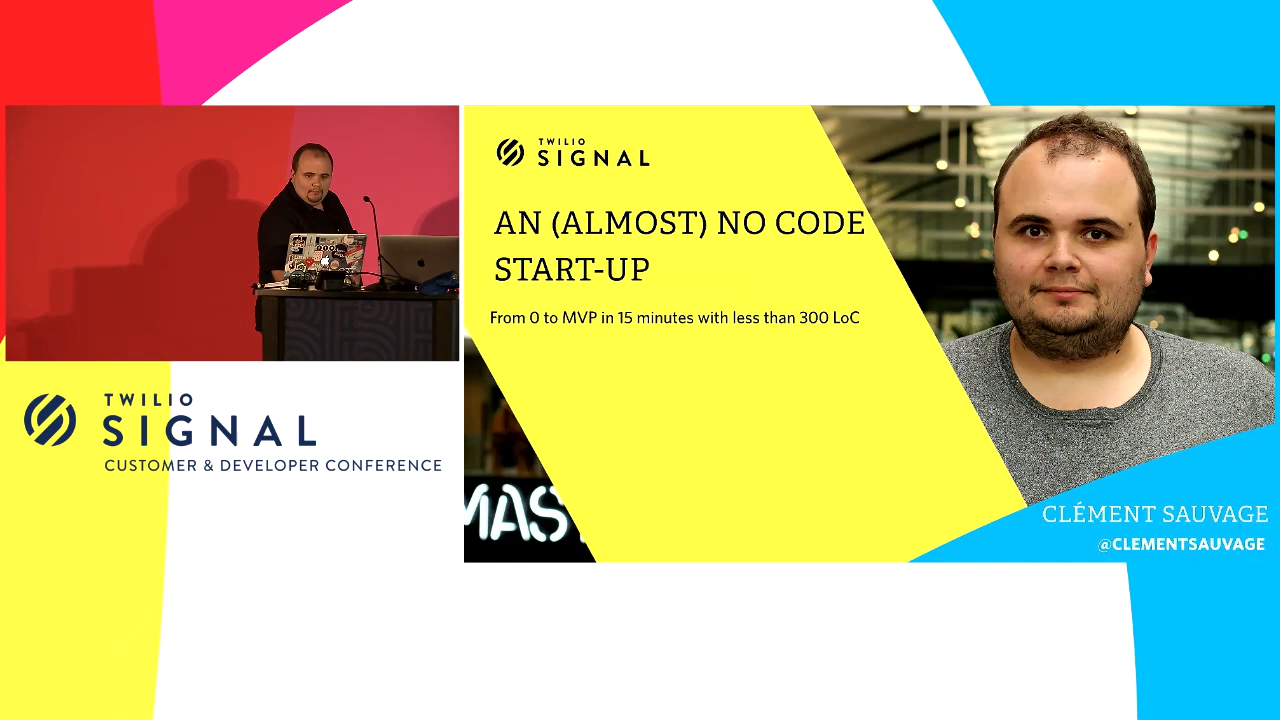 TWILIO
SIGNAL
CUSTOMER & DEVELOPER CONFERENCE
TWILIO
SIGNAL
AN (ALMOST) NO CODE
START-UP
From 0 to MVP in 15 minutes with less than 300 LoC
MAS
CLÉMENT SAUVAGE
@CLEMENTSAUVAGE